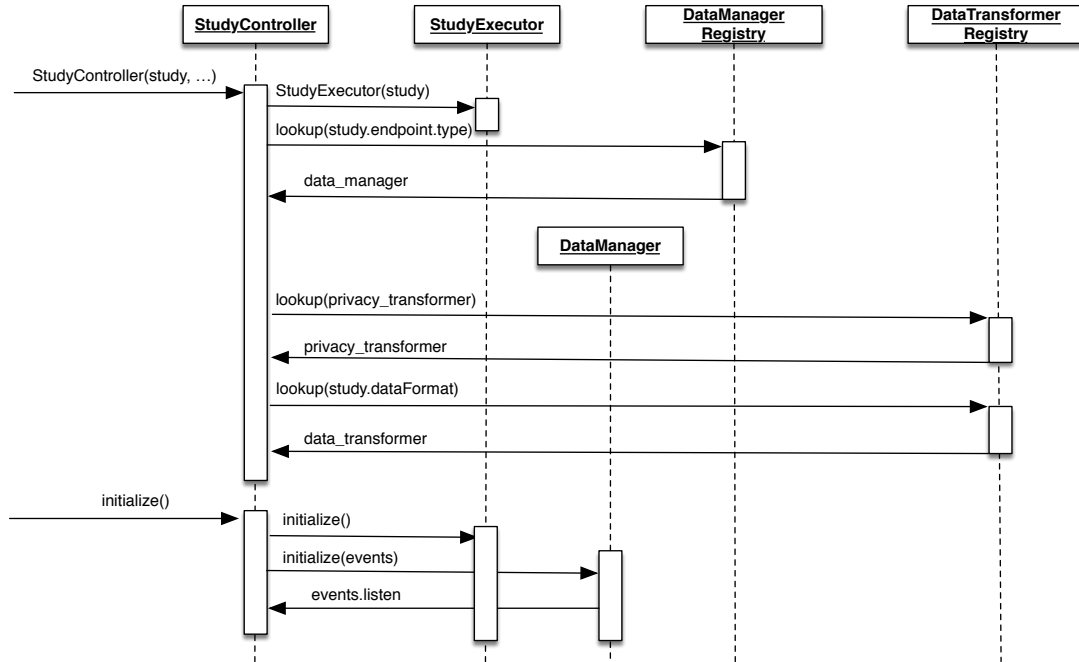 StudyController
StudyExecutor
DataManager
Registry
DataTransformer
Registry
StudyController(study, …)
StudyExecutor(study)
lookup(study.endpoint.type)
data_manager
DataManager
lookup(privacy_transformer)
privacy_transformer
lookup(study.dataFormat)
data_transformer
initialize()
initialize()
initialize(events)
events.listen